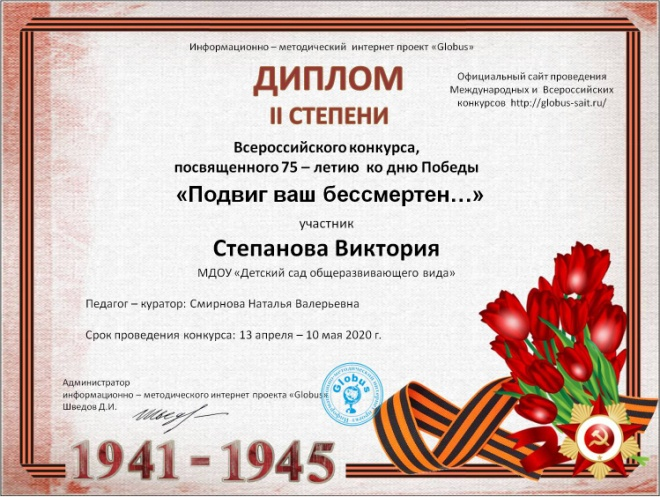 Информационно – методический интернет проект «Globus»
ДИПЛОМ
II СТЕПЕНИ
Официальный сайт проведения
Международных и Всероссийских
конкурсов http://globus-sait.ru/
Всероссийского конкурса,
посвященного 75 – летию ко дню Победы
«Подвиг ваш бессмертен...»
участник
Степанова Виктория
МДОУ «Детский сад общеразвивающего вида»
Педагог – куратор: Смирнова Наталья Валерьевна
Срок проведения конкурса: 13 апреля – 10 мая 2020 г.
Администратор
информационно – методического интернет проекта «Globus»
Шведов Д.И.
Globus
1941 - 1945